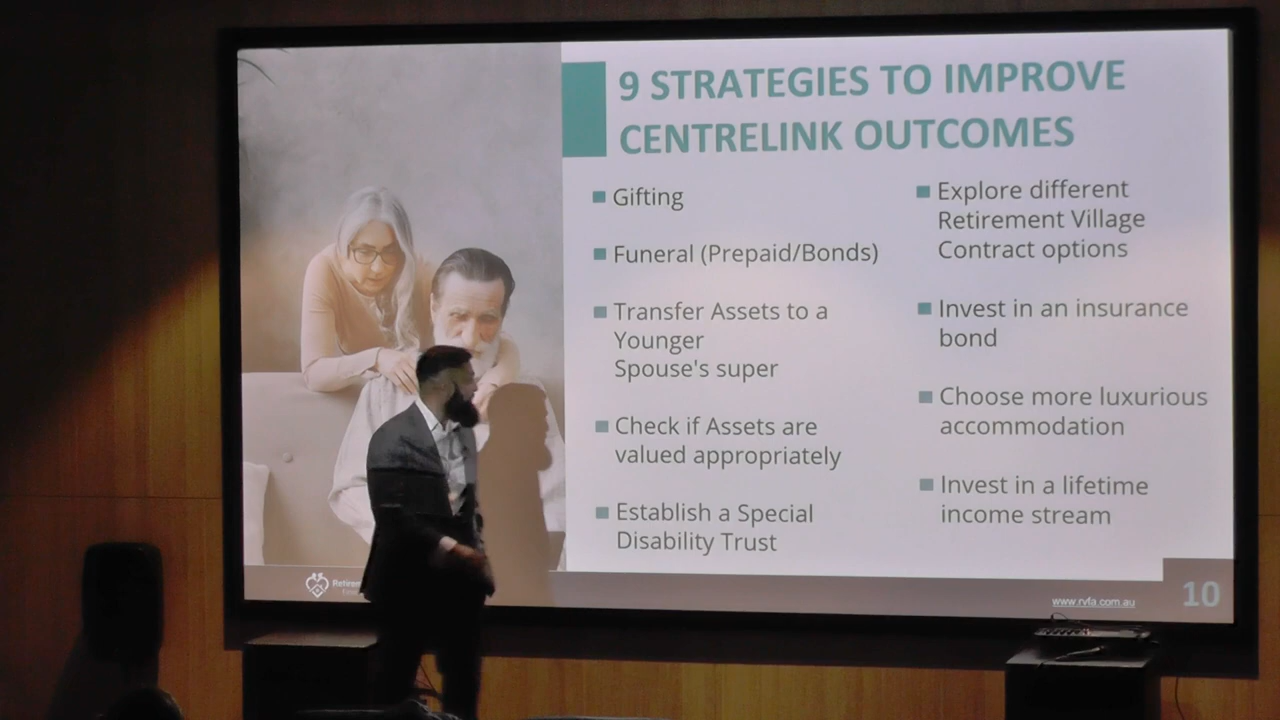 9 STRATEGIES TO IMPROVE
CENTRELINK OUTCOMES
Gifting
Funeral (Prepaid/Bonds)
Transfer Assets to a
Younger
Spouse's super
Check if Assets are
valued appropriately
Establish a Special
Disability Trust
Explore different
Retirement Village
Contract options
Invest in an insurance
bond
Choose more luxurious
accommodation
Invest in a lifetime
income stream
www.rvfa.com.au
10